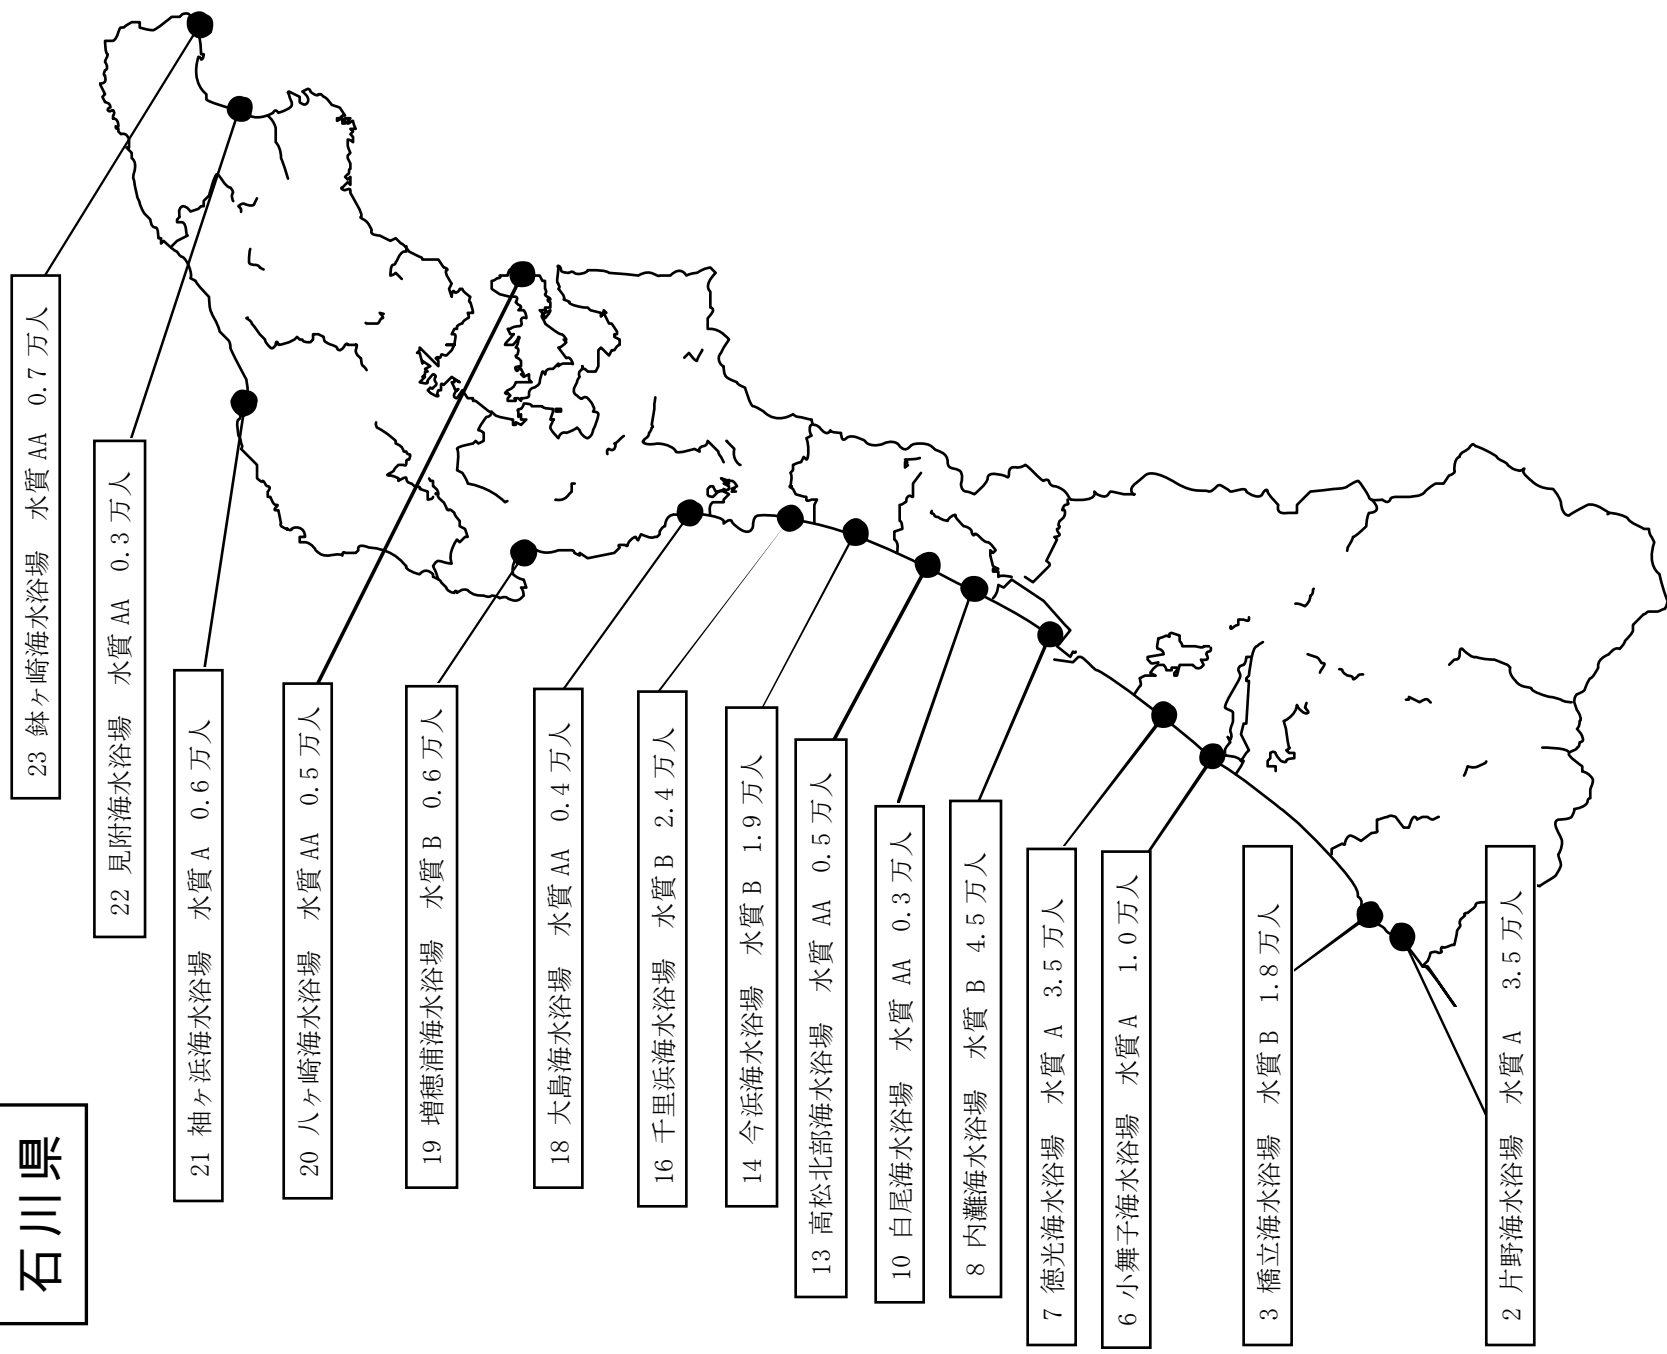 石川県
23 鉢ヶ崎海水浴場 水質 AA 0.7 万人
22 見附海水浴場 水質 AA 0.3 万人
21 袖ヶ浜海水浴場 水質 A 0.6 万人
20 八ヶ崎海水浴場 水質 AA 0.5 万人
19 増穂浦海水浴場 水質 B 0.6 万人
18 大島海水浴場 水質 AA 0.4 万人
16 千里浜海水浴場 水質 B 2.4 万人
14 今浜海水浴場 水質 B 1.9 万人
13 高松北部海水浴場 水質 AA 0.5 万人
10 白尾海水浴場 水質 AA 0.3 万人
8 内灘海水浴場 水質 B 4.5 万人
7 徳光海水浴場 水質 A 3.5 万人
6 小舞子海水浴場 水質 A 1.0 万人
3 橋立海水浴場 水質 B 1.8 万人
2 片野海水浴場 水質 A 3.5 万人